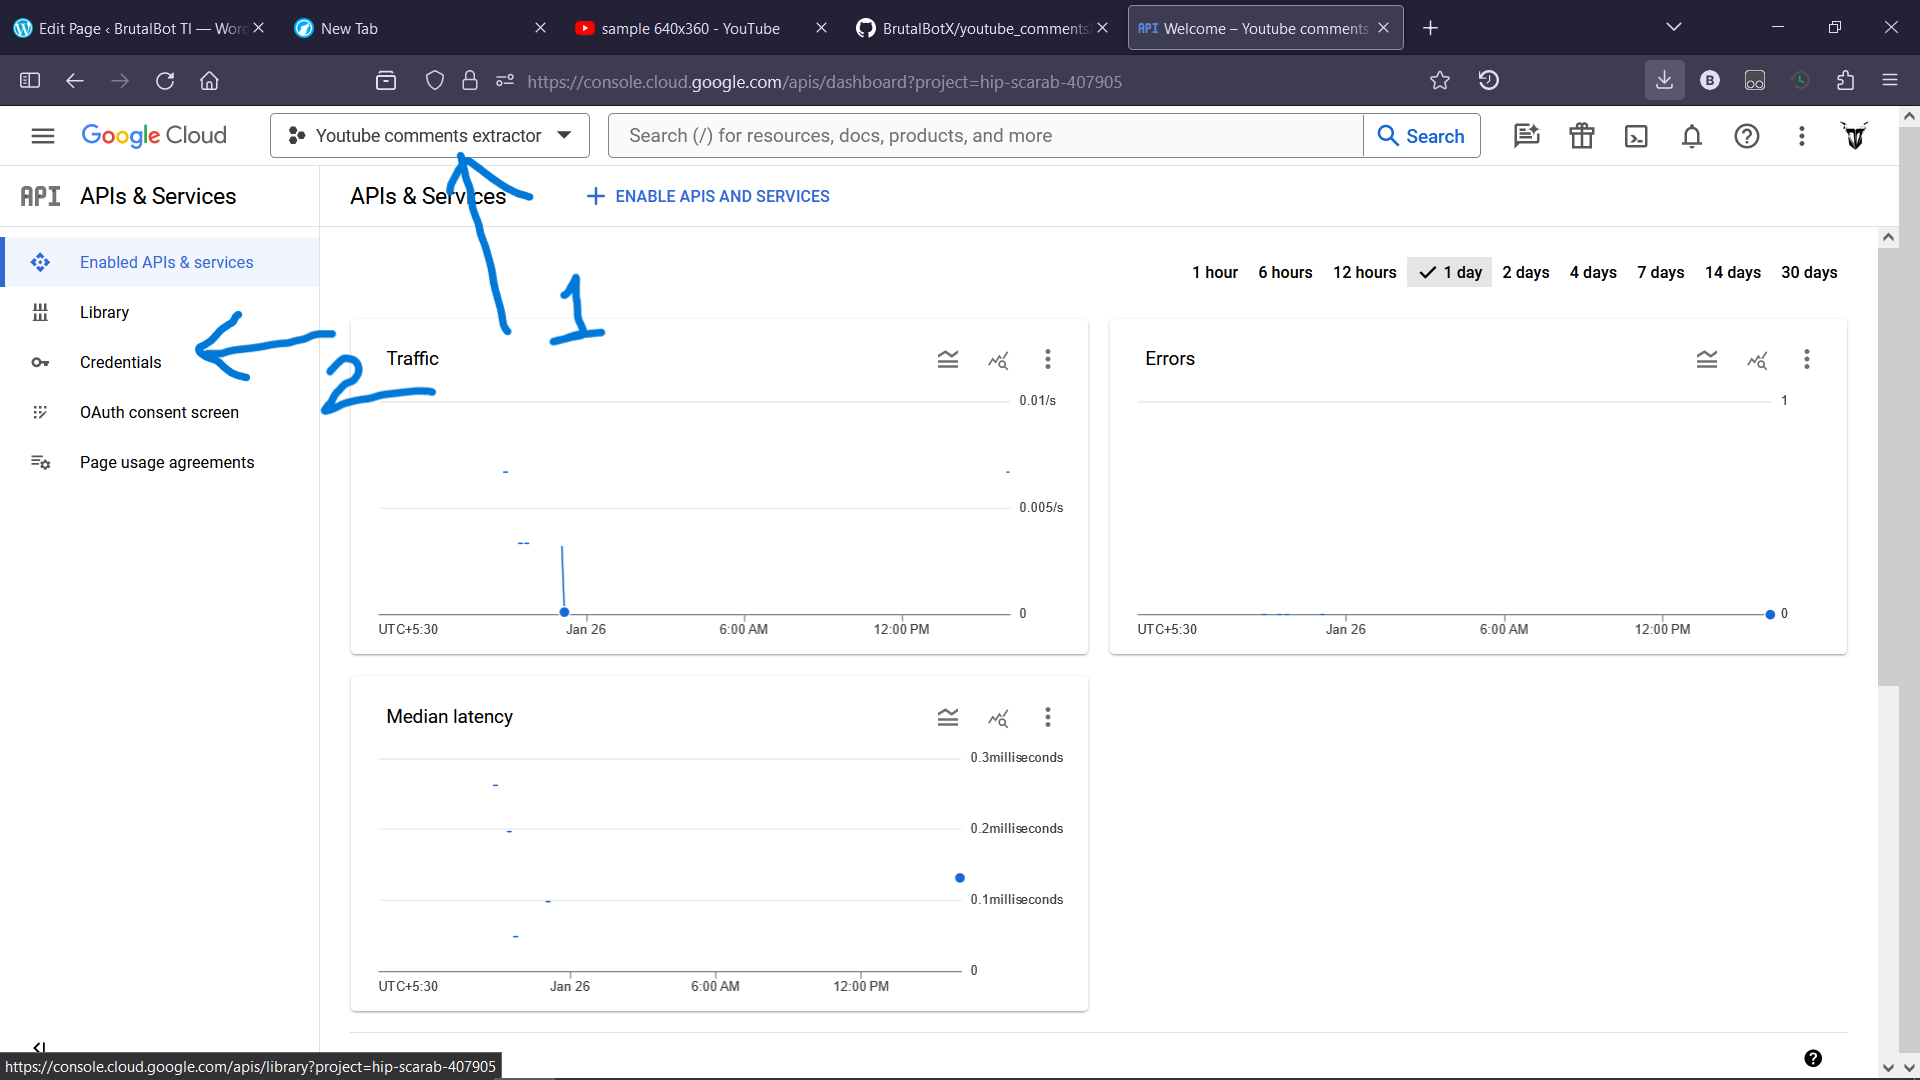 Edit Page ‹ BrutalBot TI — Word
New Tab
sample 640x360 - YouTube
BrutalBotX/youtube_comments
API Welcome – Youtube comments
https://console.cloud.google.com/apis/dashboard?project=hip-scarab-407905
B
Google Cloud
Youtube comments extractor
Search (/) for resources, docs, products, and more
Search
API APIs & Services
APIs & Services
ENABLE APIS AND SERVICES
Enabled APIs & services
Library
Credentials
OAuth consent screen
Page usage agreements
1
2
1 hour 6 hours 12 hours 1 day 2 days 4 days 7 days 14 days 30 days
Traffic
0.01/s
0.005/s
0
UTC+5:30 Jan 26 6:00 AM 12:00 PM
Errors
1
0
UTC+5:30 Jan 26 6:00 AM 12:00 PM
Median latency
0.3milliseconds
0.2milliseconds
0.1milliseconds
0
UTC+5:30 Jan 26 6:00 AM 12:00 PM
https://console.cloud.google.com/apis/library?project=hip-scarab-407905